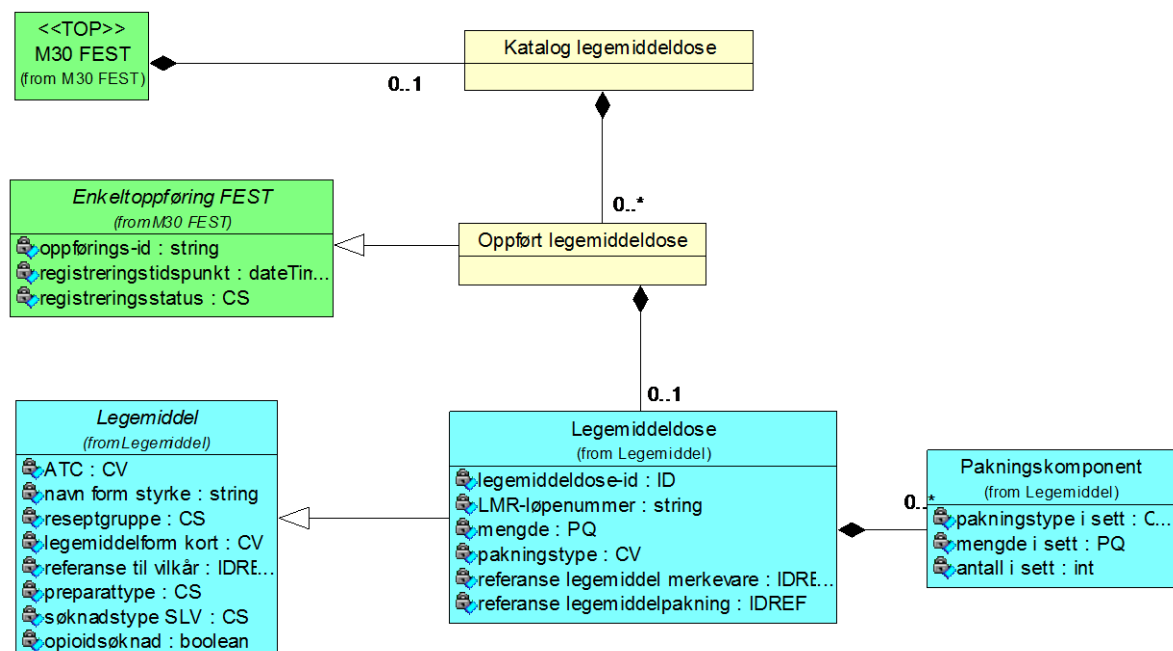 <<TOP>>
M30 FEST
(from M30 FEST)
Katalog legemiddeldose
0..1
0..*
Enkeltoppføring FEST
(from M30 FEST)
oppførings-id : string
registreringstidspunkt : dateTin...
registreringsstatus : CS
Oppført legemiddeldose
0..1
Legemiddel
(from Legemiddel)
ATC : CV
navn form styrke : string
reseptgruppe : CS
legemiddelform kort : CV
referanse til vilkår : IDRE...
preparattype : CS
søknadstype SLV : CS
opioidsøknad : boolean
Legemiddeldose
(from Legemiddel)
legemiddeldose-id : ID
LMR-løpenummer : string
mengde : PQ
pakningstype : CV
referanse legemiddel merkevare : IDRE...
referanse legemiddelpakning : IDREF
0..*
Pakningskomponent
(from Legemiddel)
pakningstype i sett : C...
mengde i sett : PQ
antall i sett : int